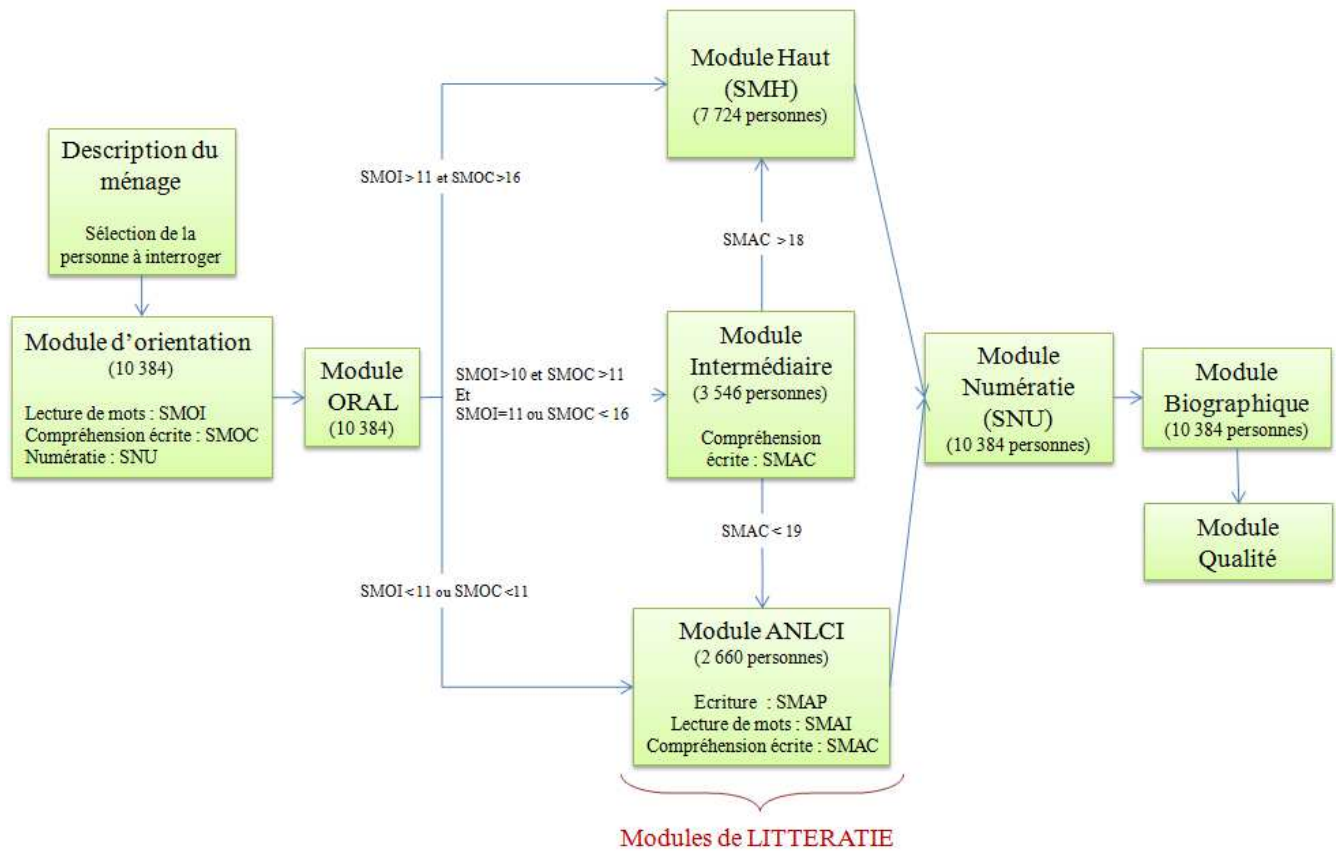 Description du
ménage
Sélection de la
personne à interroger
Module d'orientation
(10 384)
Lecture de mots : SMOI
Compréhension écrite : SMOC
Numératie : SNU
Module
ORAL
(10 384)
SMOI > 11 et SMOC >16
SMOI >10 et SMOC >11
Et
SMOI=11 ou SMOC < 16
SMOI < 11 ou SMOC <11
Module Haut
(SMH)
(7 724 personnes)
SMAC >18
Module
Intermédiaire
(3 546 personnes)
Compréhension
écrite : SMAC
SMAC < 19
Module ANLCI
(2 660 personnes)
Ecriture : SMAP
Lecture de mots : SMAI
Compréhension écrite : SMAC
Modules de LITTERATIE
Module
Numératie
(SNU)
(10 384 personnes)
Module
Biographique
(10 384 personnes)
Module
Qualité